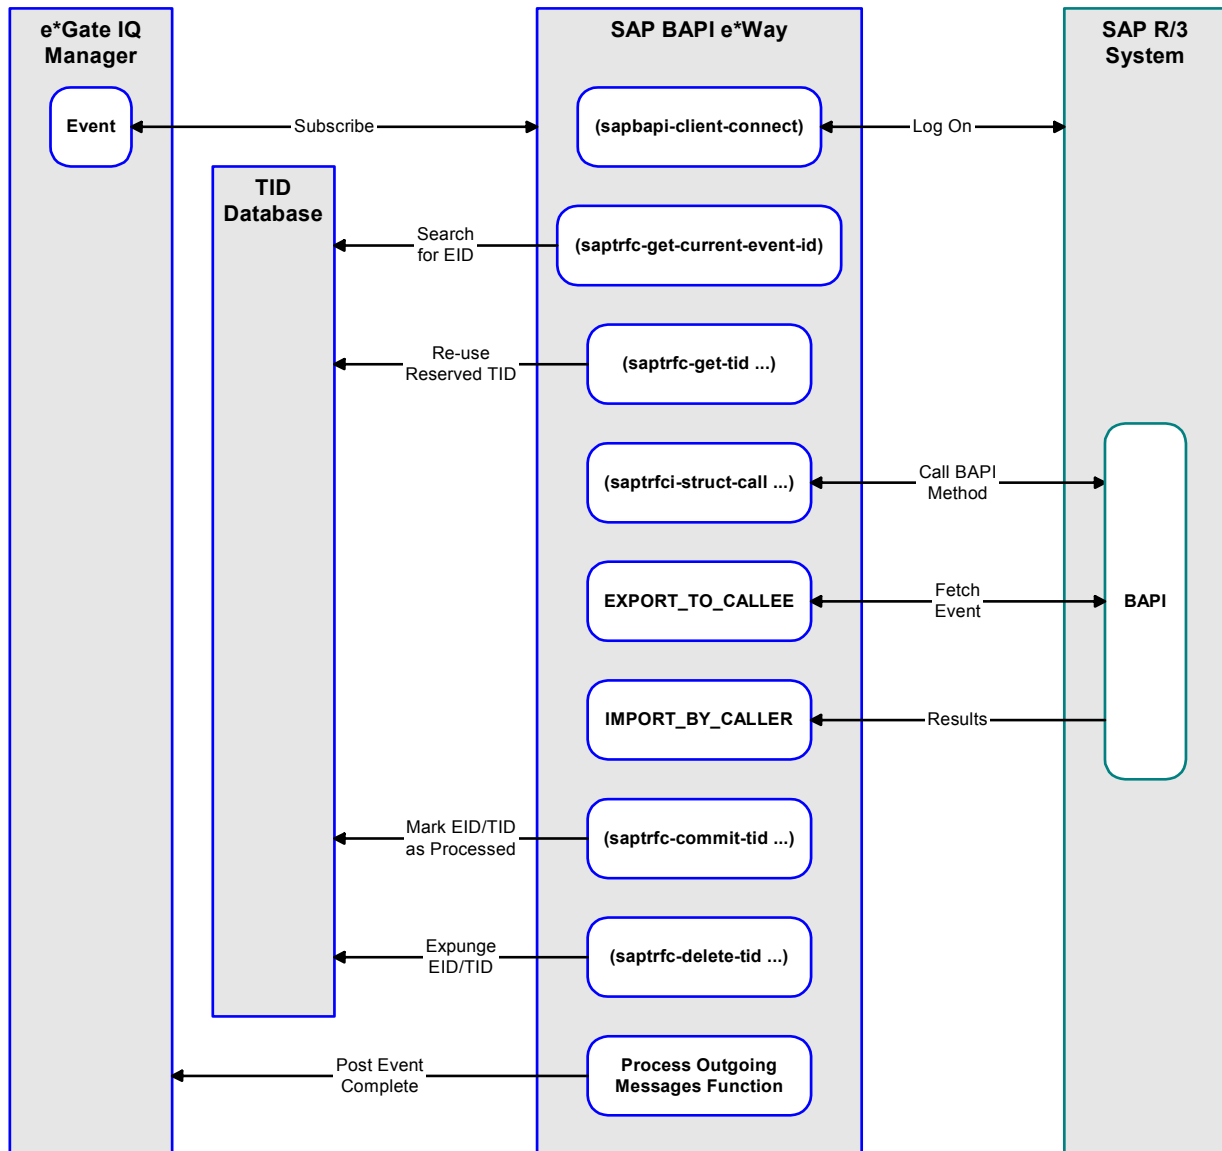 e*Gate IQ
Manager
SAP BAPI e*Way
SAP R/3
System
Event
Subscribe
(sapbapi-client-connect)
Log On
TID
Database
Search
for EID
(saptrfc-get-current-event-id)
Re-use
Reserved TID
(saptrfc-get-tid ...)
(saptrfci-struct-call ...)
Call BAPI
Method
EXPORT_TO_CALLEE
Fetch
Event
BAPI
IMPORT_BY_CALLER
Results
Mark EID/TID
as Processed
(saptrfc-commit-tid ...)
Expunge
EID/TID
(saptrfc-delete-tid ...)
Post Event
Complete
Process Outgoing
Messages Function